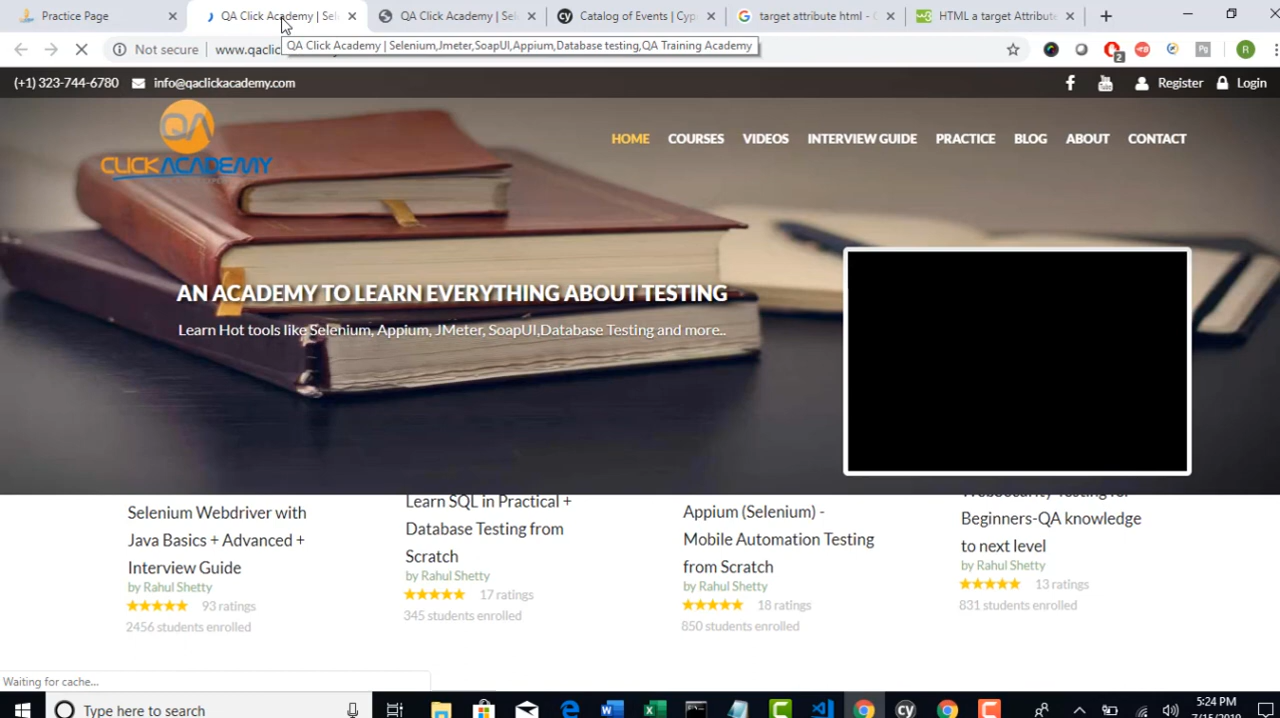 Practice Page
QA Click Academy | Sel
QA Click Academy | Sel
Catalog of Events | Cyp
target attribute html -
HTML a target Attribute
Not secure
www.qaclic
QA Click Academy | Selenium,Jmeter,SoapUI,Appium,Database testing,QA Training Academy
2
R
(+1) 323-744-6780
info@qaclickacademy.com
Register
Login
QA
CLICKACADEMY
HOME
COURSES
VIDEOS
INTERVIEW GUIDE
PRACTICE
BLOG
ABOUT
CONTACT
AN ACADEMY TO LEARN EVERYTHING ABOUT TESTING
Learn Hot tools like Selenium, Appium, JMeter, SoapUI,Database Testing and more..
Selenium Webdriver with
Java Basics + Advanced +
Interview Guide
by Rahul Shetty
93 ratings
2456 students enrolled
Learn SQL in Practical +
Database Testing from
Scratch
by Rahul Shetty
17 ratings
345 students enrolled
Appium (Selenium) -
Mobile Automation Testing
from Scratch
by Rahul Shetty
18 ratings
850 students enrolled
WebSecurity Testing for
Beginners-QA knowledge
to next level
by Rahul Shetty
13 ratings
831 students enrolled
Waiting for cache...
Type here to search
5:24 PM